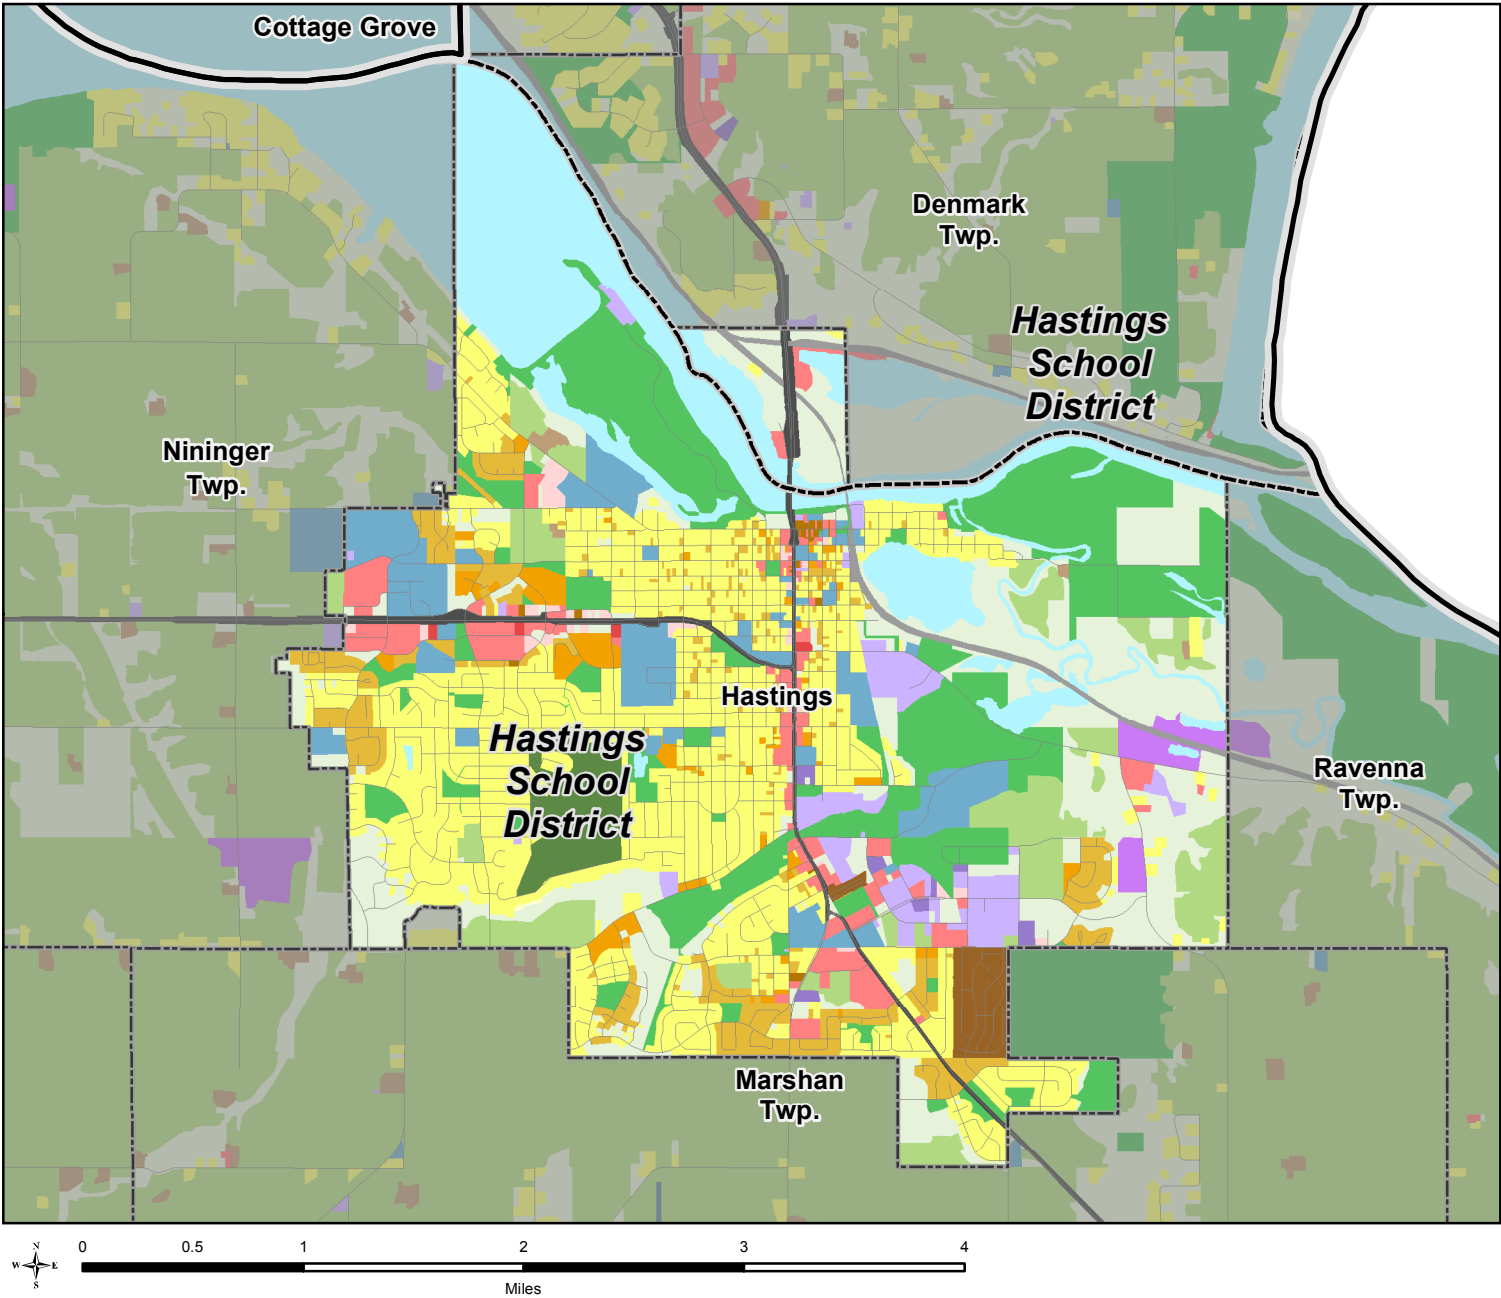 Cottage Grove
Denmark
Twp.
Hastings
School
District
Nininger
Twp.
Hastings
Hastings
School
District
Ravenna
Twp.
Marshan
Twp.
N
W E
S
0 0.5 1 2 3 4
Miles